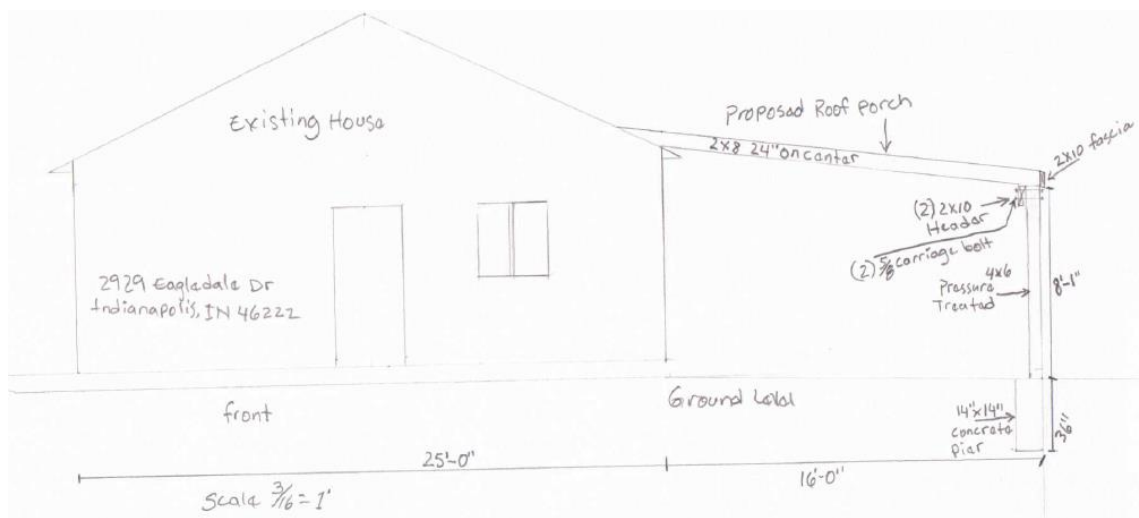 Existing House
Proposed Roof Porch
2x8 24" on center
2x10 fascia
(2) 2x10
Header
(2) 5/8 carriage bolt
4x6
Pressure
Treated
8'-1"
2929 Eagledale Dr
Indianapolis, IN 46222
front
Ground Level
14"x14"
concrete
pier
36"
25'-0"
16'-0"
Scale 3/16 = 1'